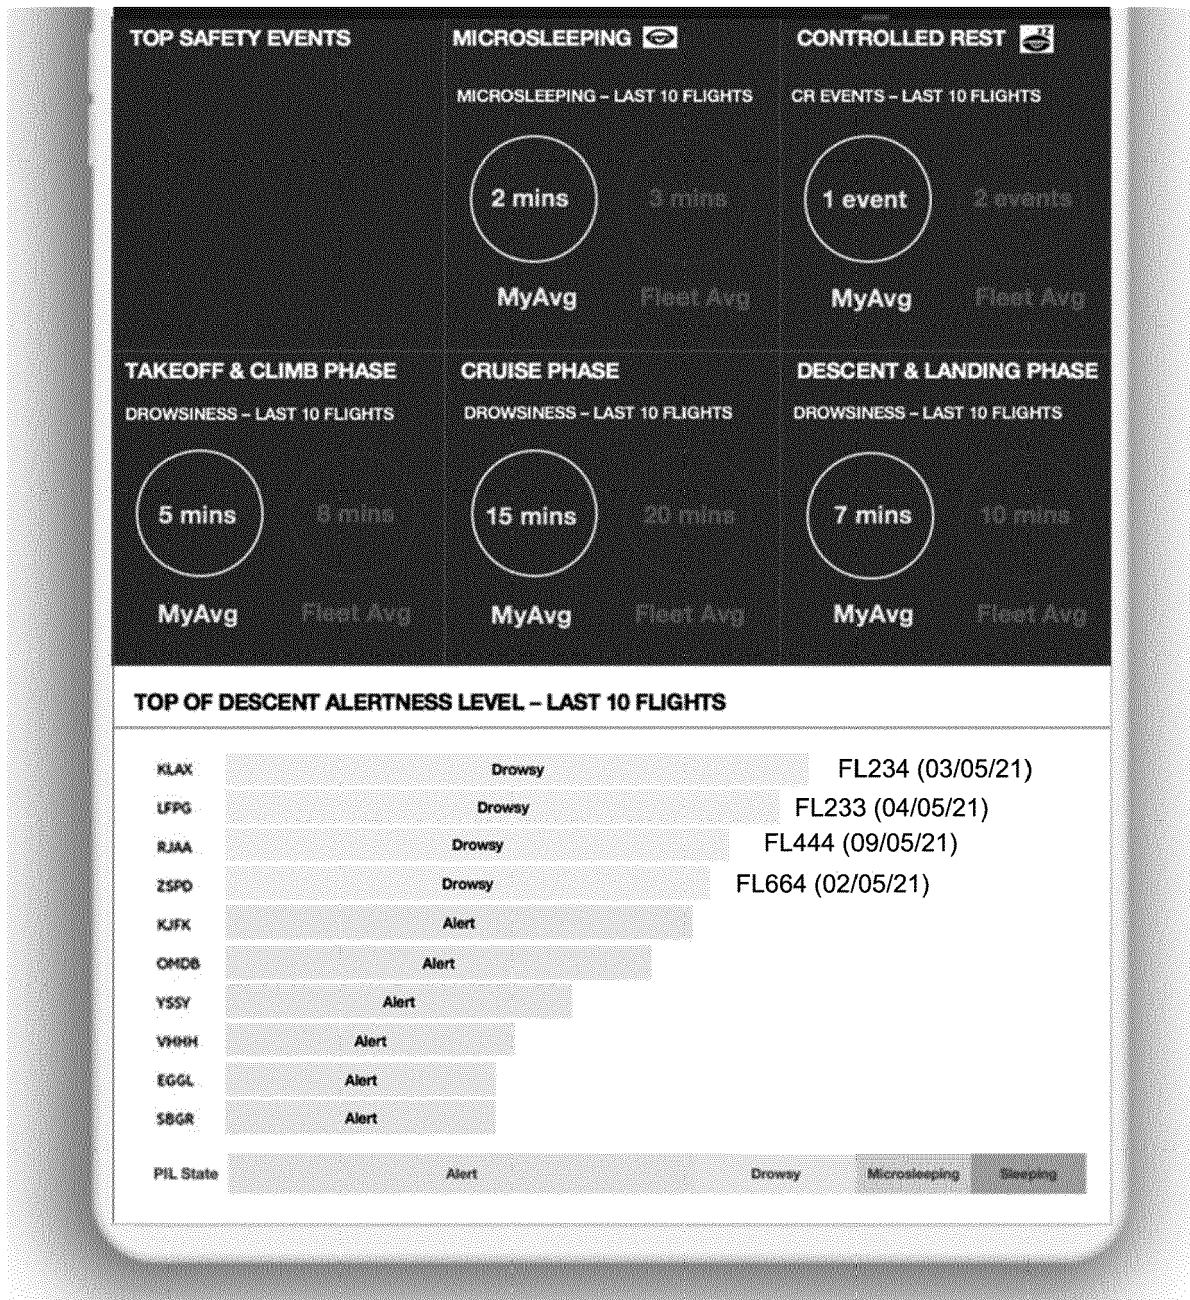 TOP SAFETY EVENTS
MICROSLEEPING
CONTROLLED REST
MICROSLEEPING – LAST 10 FLIGHTS
CR EVENTS – LAST 10 FLIGHTS
2 mins
3 mins
1 event
2 events
MyAvg
Fleet Avg
MyAvg
Fleet Avg
TAKEOFF & CLIMB PHASE
CRUISE PHASE
DESCENT & LANDING PHASE
DROWSINESS – LAST 10 FLIGHTS
DROWSINESS – LAST 10 FLIGHTS
DROWSINESS – LAST 10 FLIGHTS
5 mins
8 mins
15 mins
20 mins
7 mins
10 mins
MyAvg
Fleet Avg
MyAvg
Fleet Avg
MyAvg
Fleet Avg
TOP OF DESCENT ALERTNESS LEVEL – LAST 10 FLIGHTS
KLAX Drowsy FL234 (03/05/21)
LFPG Drowsy FL233 (04/05/21)
RJAA Drowsy FL444 (09/05/21)
ZSPD Drowsy FL664 (02/05/21)
KJFK Alert
OMDB Alert
YSSY Alert
VHHH Alert
EGGL Alert
SBGR Alert
PIL State Alert Drowsy Microsleeping Sleeping